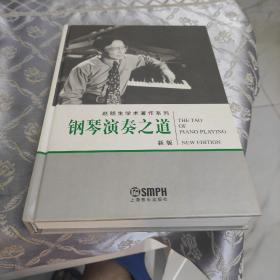 赵晓生学术著作系列
钢琴演奏之道
新版
THE TAO
OF
PIANO PLAYING
NEW EDITION
SMPH
上海音乐出版社